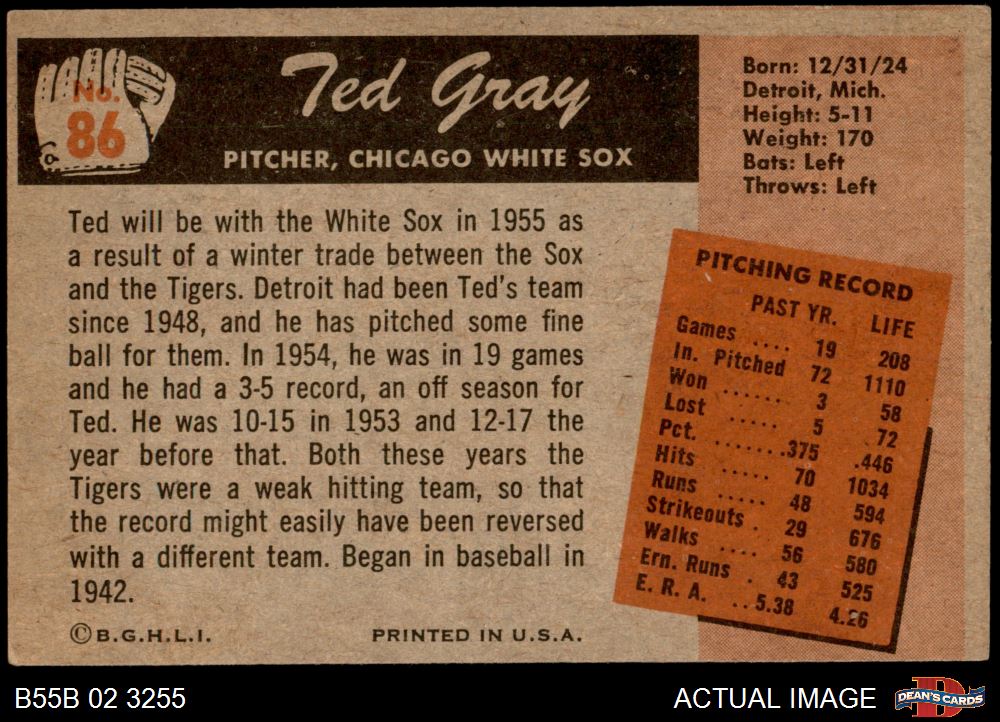 No.
86
Ted Gray
PITCHER, CHICAGO WHITE SOX
Born: 12/31/24
Detroit, Mich.
Height: 5-11
Weight: 170
Bats: Left
Throws: Left
Ted will be with the White Sox in 1955 as
a result of a winter trade between the Sox
and the Tigers. Detroit had been Ted's team
since 1948, and he has pitched some fine
ball for them. In 1954, he was in 19 games
and he had a 3-5 record, an off season for
Ted. He was 10-15 in 1953 and 12-17 the
year before that. Both these years the
Tigers were a weak hitting team, so that
the record might easily have been reversed
with a different team. Began in baseball in
1942.
©B.G.H.L.I. PRINTED IN U.S.A.
PITCHING RECORD
PAST YR. LIFE
Games .... 19 208
In. Pitched 72 1110
Won ....... 3 58
Lost ..... 5 72
Pct. ....... .375 .446
Hits ..... 70 1034
Runs ..... 48 594
Strikeouts . 29 676
Walks .... 56 580
Ern. Runs . 43 525
E. R. A. .. 5.38 4.26
B55B 02 3255 ACTUAL IMAGE
D
DEAN'S CARDS